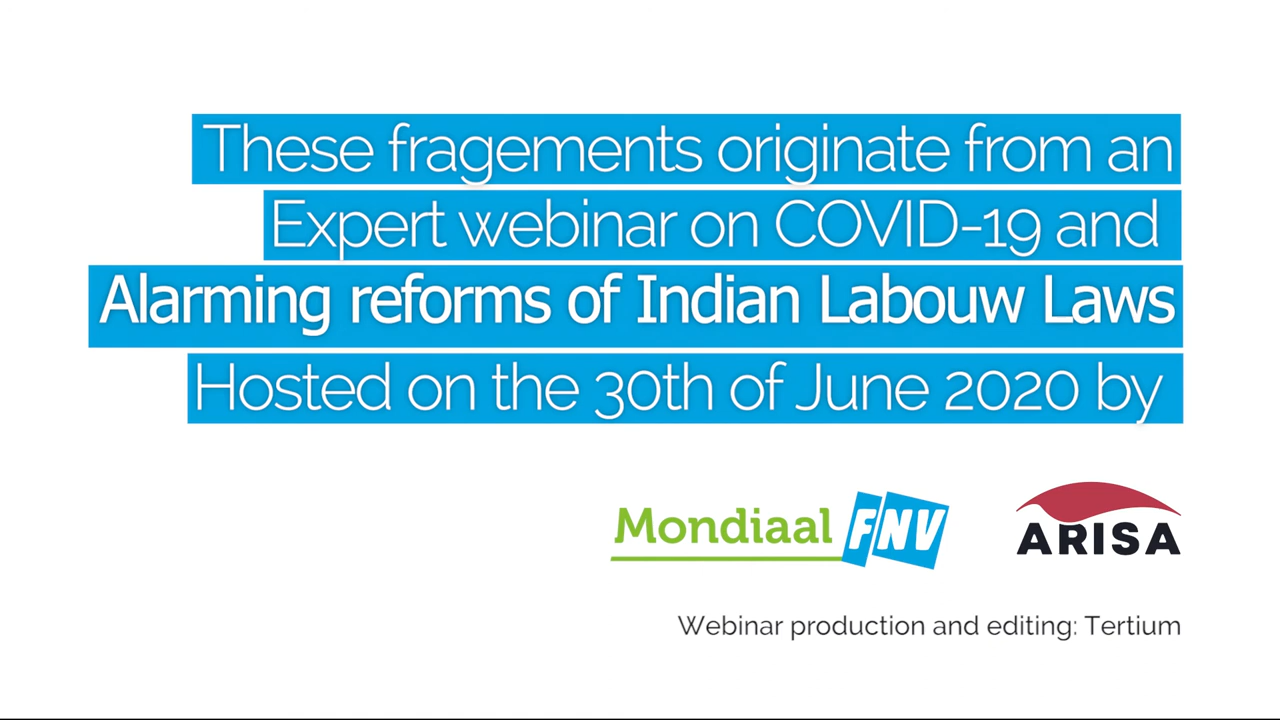 These fragements originate from an
Expert webinar on COVID-19 and
Alarming reforms of Indian Labouw Laws
Hosted on the 30th of June 2020 by
Mondiaal FNV
ARISA
Webinar production and editing: Tertium